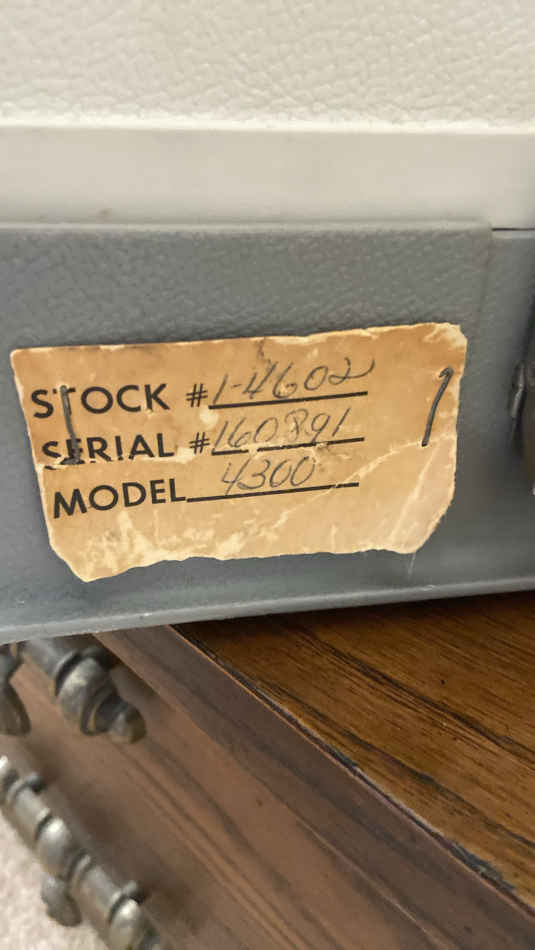 STOCK # 1-4602
SERIAL # 160891
MODEL 4300